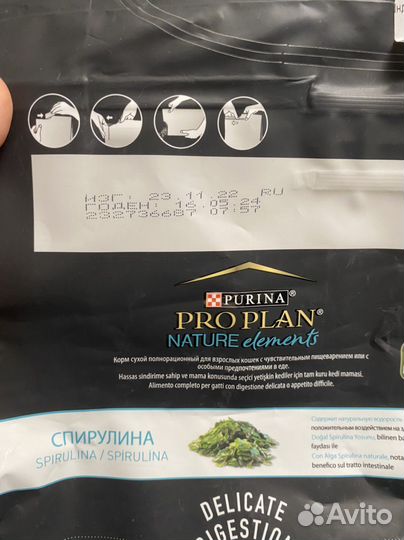 МЗГ. 23.11.22 RU
ГОДЕН: 16.05.24
232736687 07:57
PURINA®
PRO PLAN®
NATURE elements
Корм сухой полнорационный для взрослых кошек с чувствительным пищеварением или с
особыми предпочтениями в еде.
Hassas sindirime sahip ve mama konusunda seçici yetişkin kediler için tam kuru kedi maması.
Alimento completo per gatti con digestione delicata o appetito difficile.
СПИРУЛИНА
SPIRULINA / SPIRULİNA
Содержит натуральную водоросль
положительным воздействием на
Doğal Spirulina Yosunu, bilinen
faydası ile
Con Alga Spirulina naturale, nota
benefico sul tratto intestinale
DELICATE
DIGESTION
Avito